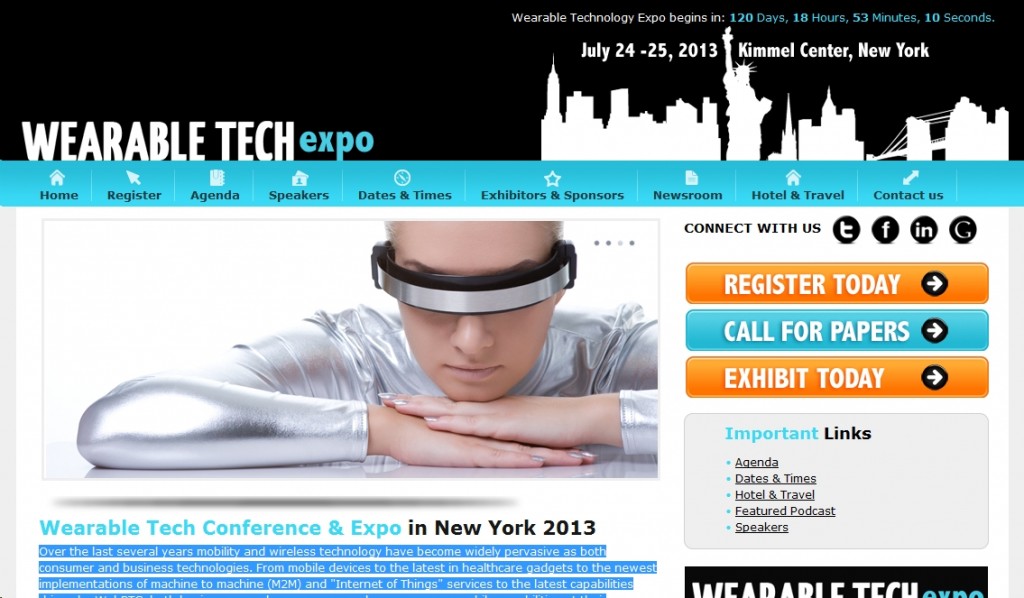 Wearable Technology Expo begins in: 120 Days, 18 Hours, 53 Minutes, 10 Seconds.
July 24 -25, 2013 Kimmel Center, New York
WEARABLE TECH expo
Home Register Agenda Speakers Dates & Times Exhibitors & Sponsors Newsroom Hotel & Travel Contact us
CONNECT WITH US
REGISTER TODAY
CALL FOR PAPERS
EXHIBIT TODAY
Important Links
Agenda
Dates & Times
Hotel & Travel
Featured Podcast
Speakers
Wearable Tech Conference & Expo in New York 2013
Over the last several years mobility and wireless technology have become widely pervasive as both
consumer and business technologies. From mobile devices to the latest in healthcare gadgets to the newest
implementations of machine to machine (M2M) and "Internet of Things" services to the latest capabilities
WEARABLE TECH expo